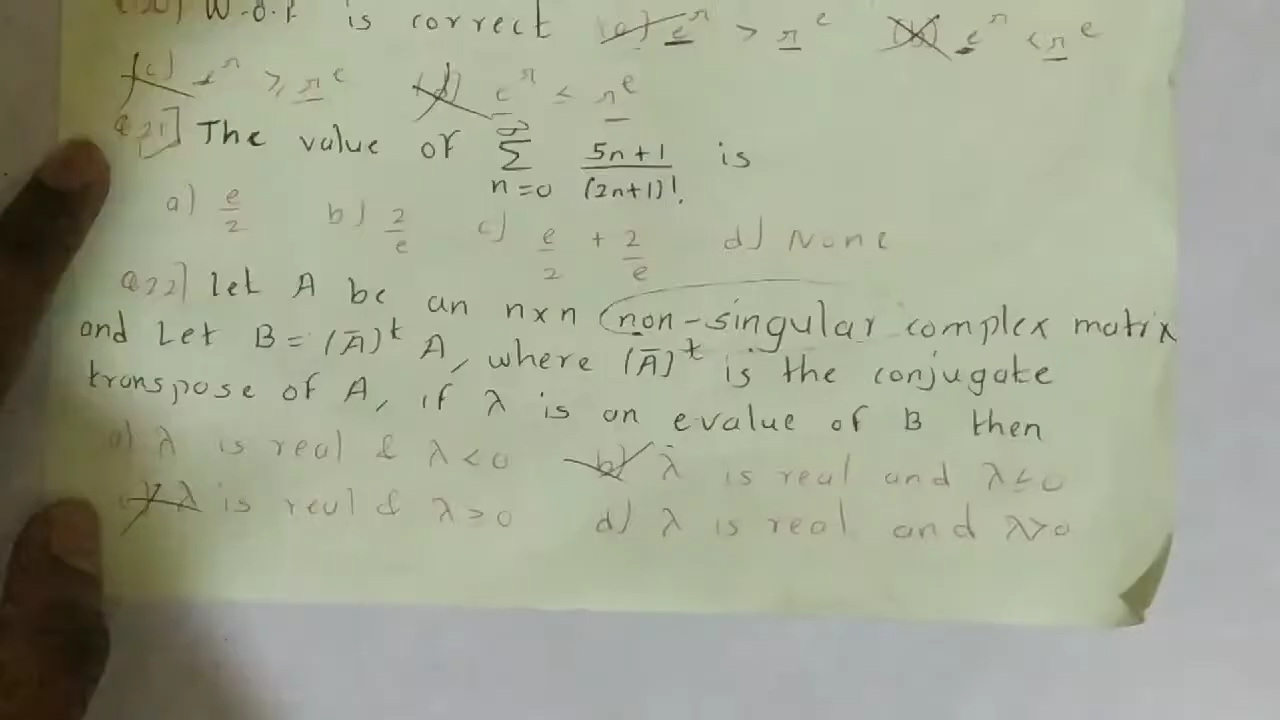 is correct (a) e^π > π^e e^π < π^e
(c) e^π ≥ π^e (d) e^π ≤ π^e
Q21] The value of ∑_{n=0}^{∞} (5n+1)/(2n+1)! is
a) e/2 b) 2/e c) e/2 + 2/e d) None
Q22] Let A be an n×n non-singular complex matrix
and Let B = (Ā)^t A, where (Ā)^t is the conjugate
transpose of A, if λ is an evalue of B then
a) λ is real & λ < 0 b) λ is real and λ ≤ 0
c) λ is real & λ > 0 d) λ is real and λ > 0